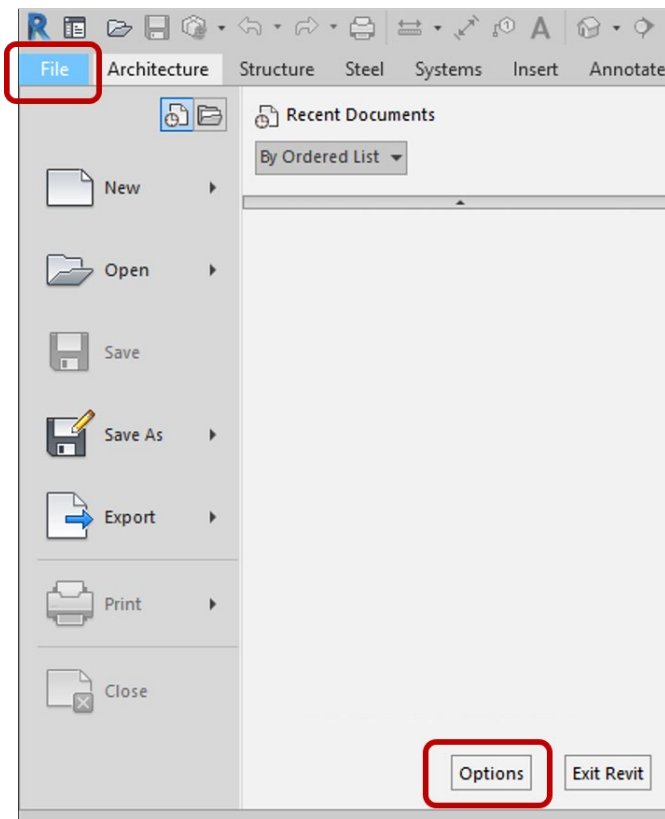 File Architecture Structure Steel Systems Insert Annotate
Recent Documents
By Ordered List
New
Open
Save
Save As
Export
Print
Close
Options Exit Revit